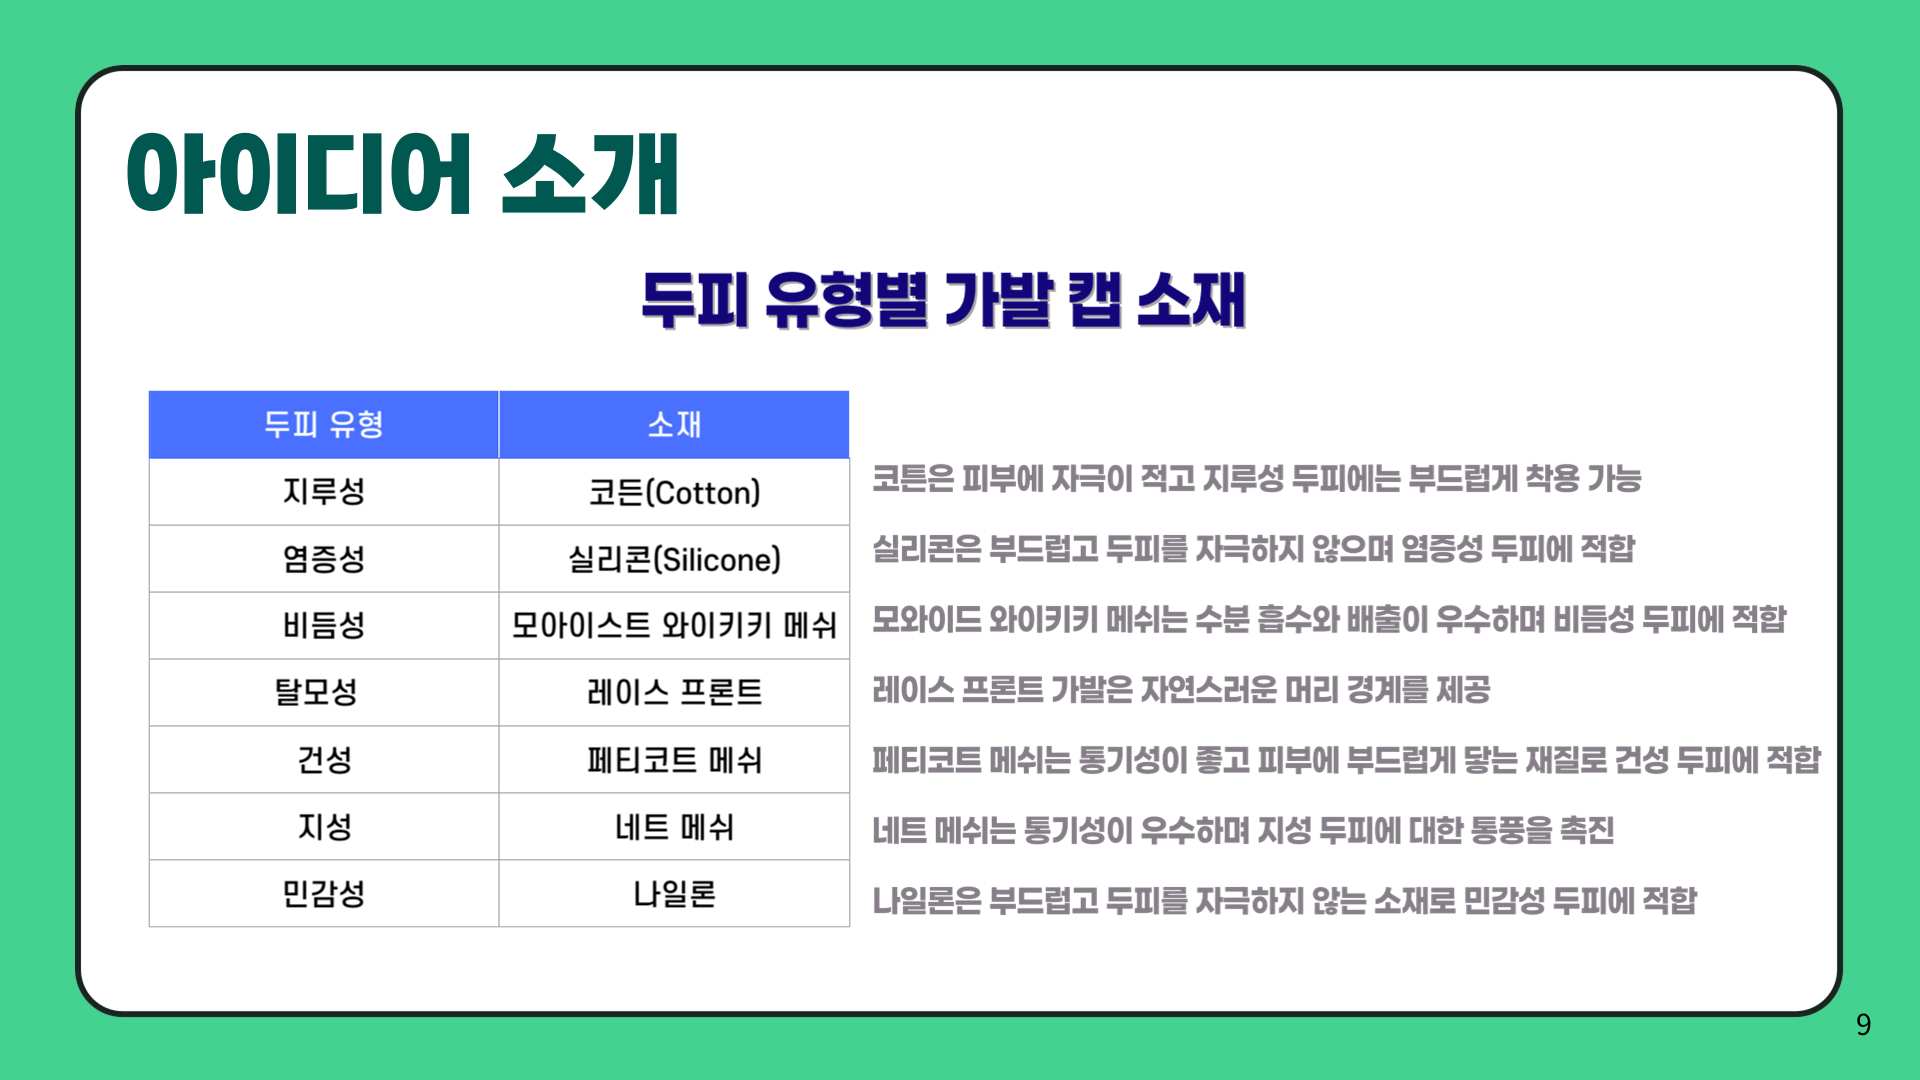 아이디어 소개
두피 유형별 가발 캡 소재
두피 유형 소재
지루성 코든(Cotton) 코튼은 피부에 자극이 적고 지루성 두피에는 부드럽게 착용 가능
염증성 실리콘(Silicone) 실리콘은 부드럽고 두피를 자극하지 않으며 염증성 두피에 적합
비듬성 모아이스트 와이키키 메쉬 모와이드 와이키키 메쉬는 수분 흡수와 배출이 우수하며 비듬성 두피에 적합
탈모성 레이스 프론트 레이스 프론트 가발은 자연스러운 머리 경계를 제공
건성 페티코트 메쉬 페티코트 메쉬는 통기성이 좋고 피부에 부드럽게 닿는 재질로 건성 두피에 적합
지성 네트 메쉬 네트 메쉬는 통기성이 우수하며 지성 두피에 대한 통풍을 촉진
민감성 나일론 나일론은 부드럽고 두피를 자극하지 않는 소재로 민감성 두피에 적합
9